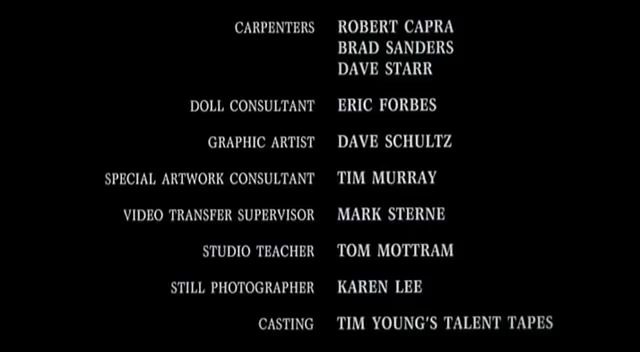 CARPENTERS ROBERT CAPRA
BRAD SANDERS
DAVE STARR
DOLL CONSULTANT ERIC FORBES
GRAPHIC ARTIST DAVE SCHULTZ
SPECIAL ARTWORK CONSULTANT TIM MURRAY
VIDEO TRANSFER SUPERVISOR MARK STERNE
STUDIO TEACHER TOM MOTTRAM
STILL PHOTOGRAPHER KAREN LEE
CASTING TIM YOUNG'S TALENT TAPES